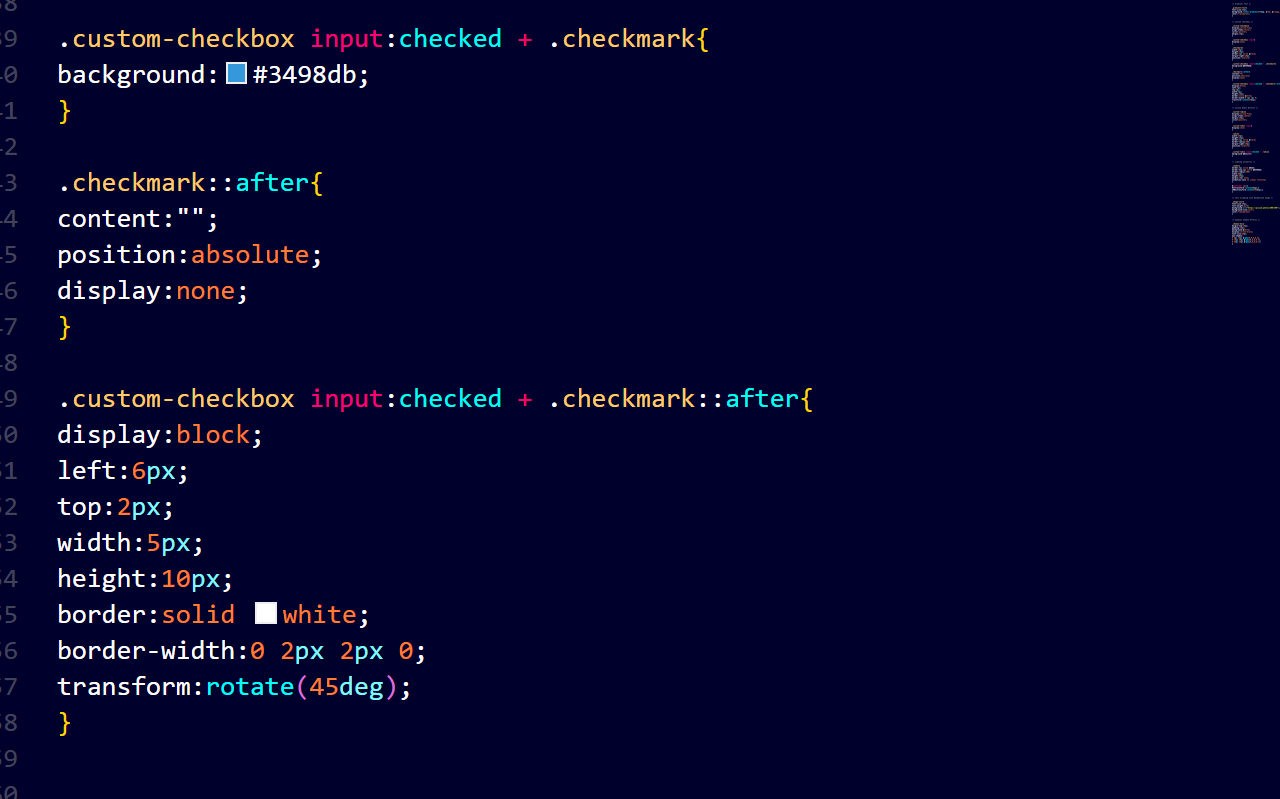 .custom-checkbox input:checked + .checkmark{
background: #3498db;
}
.checkmark::after{
content:"";
position:absolute;
display:none;
}
.custom-checkbox input:checked + .checkmark::after{
display:block;
left:6px;
top:2px;
width:5px;
height:10px;
border:solid white;
border-width:0 2px 2px 0;
transform:rotate(45deg);
}